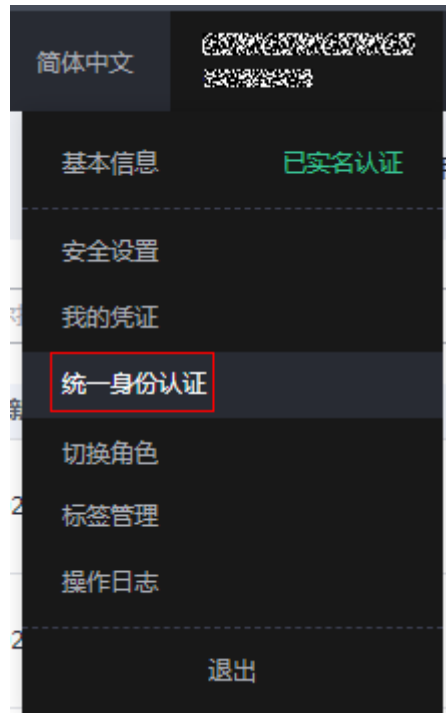 简体中文
基本信息 已实名认证
安全设置
我的凭证
统一身份认证
切换角色
标签管理
操作日志
退出